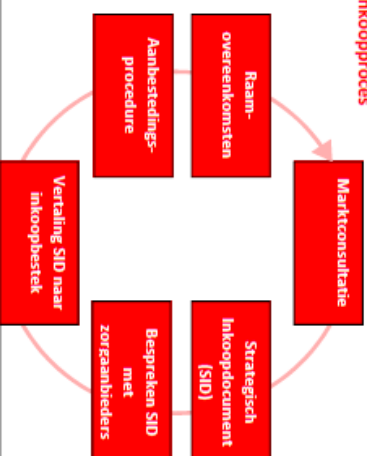 inkoopproces
Marktconsultatie
Strategisch
Inkoopdocument
(SID)
Bespreken SID
met
zorgaanbieders
Vertaling SID naar
inkoopbestek
Aanbestedings-
procedure
Raam-
overeenkomsten